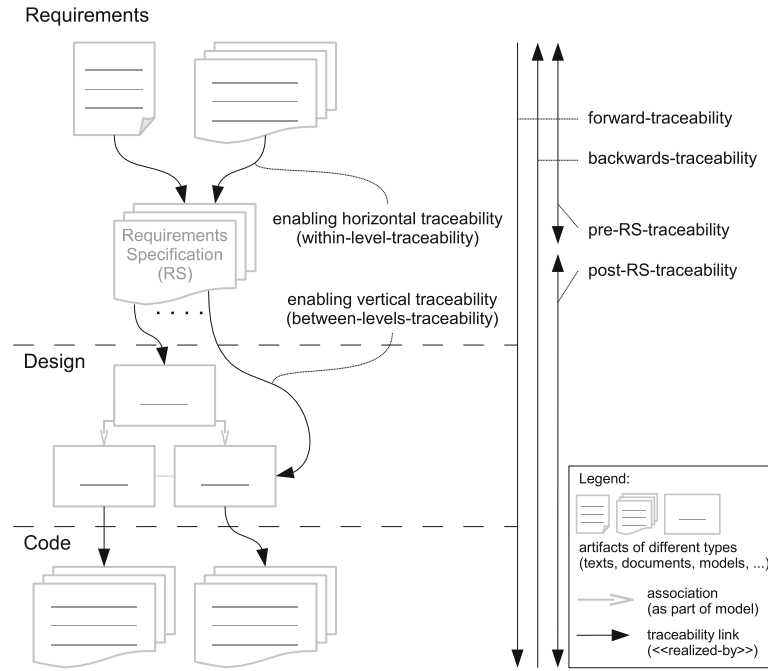 Requirements
forward-traceability
backwards-traceability
enabling horizontal traceability
(within-level-traceability)
pre-RS-traceability
Requirements
Specification
(RS)
post-RS-traceability
enabling vertical traceability
(between-levels-traceability)
Design
Code
Legend:
artifacts of different types
(texts, documents, models, ...)
association
(as part of model)
traceability link
(<<realized-by>>)